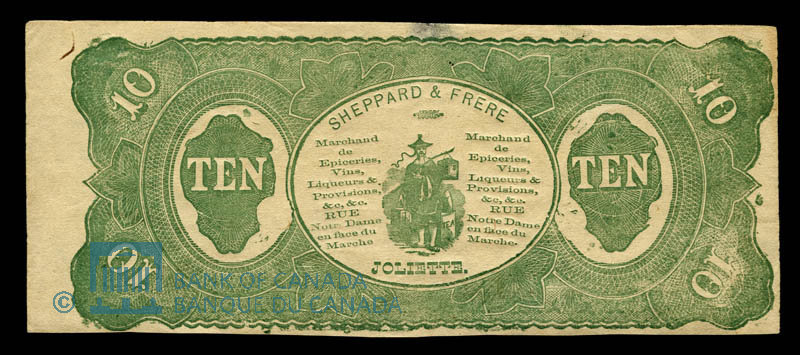 10
10
SHEPPARD & FRERE
Marchand
de
Epiceries,
Vins,
Liqueurs &
Provisions,
&c, &c.
RUE
Notre Dame
en face du
Marche
Marchand
de
Epiceries,
Vins,
Liqueurs &
Provisions,
&c, &c.
RUE
Notre Dame
en face du
Marche.
TEN
TEN
JOLIETTE.
10
© BANK OF CANADA
BANQUE DU CANADA